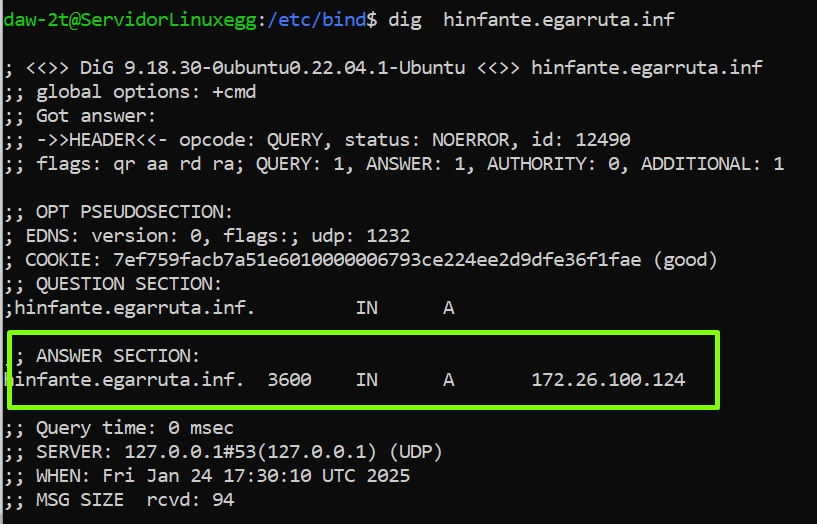 daw-2t@ServidorLinuxegg:/etc/bind$ dig  hinfante.egarruta.inf
; <<>> DiG 9.18.30-0ubuntu0.22.04.1-Ubuntu <<>> hinfante.egarruta.inf
;; global options: +cmd
;; Got answer:
;; ->>HEADER<<- opcode: QUERY, status: NOERROR, id: 12490
;; flags: qr aa rd ra; QUERY: 1, ANSWER: 1, AUTHORITY: 0, ADDITIONAL: 1
;; OPT PSEUDOSECTION:
; EDNS: version: 0, flags:; udp: 1232
; COOKIE: 7ef759facb7a51e6010000006793ce224ee2d9dfe36f1fae (good)
;; QUESTION SECTION:
;hinfante.egarruta.inf.         IN      A
;; ANSWER SECTION:
hinfante.egarruta.inf.  3600    IN      A       172.26.100.124
;; Query time: 0 msec
;; SERVER: 127.0.0.1#53(127.0.0.1) (UDP)
;; WHEN: Fri Jan 24 17:30:10 UTC 2025
;; MSG SIZE  rcvd: 94